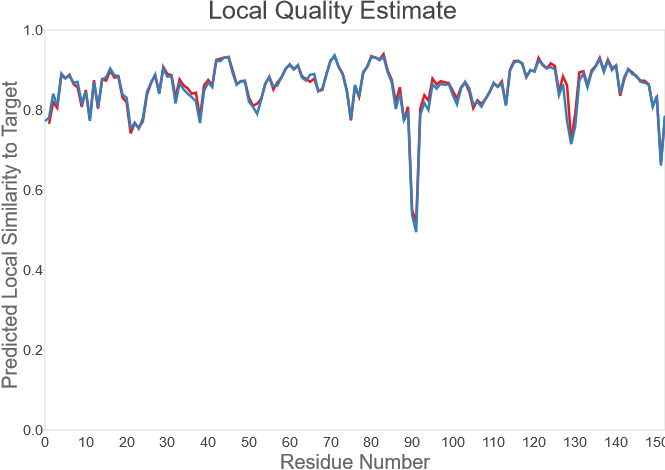 Local Quality Estimate
Predicted Local Similarity to Target
1.0
0.8
0.6
0.4
0.2
0.0
0 10 20 30 40 50 60 70 80 90 100 110 120 130 140 150
Residue Number